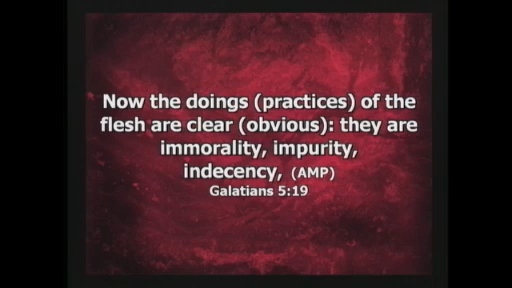 Now the doings (practices) of the
flesh are clear (obvious): they are
immorality, impurity,
indecency, (AMP)
Galatians 5:19